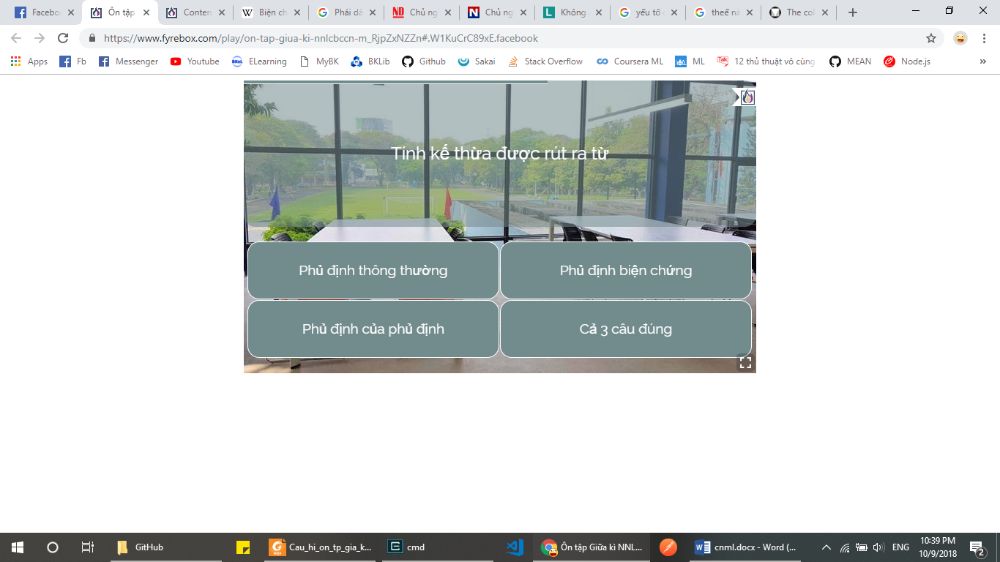 Facebo
Ôn tập
Conten
Biện ch
Phái dâ
Chủ ng
Chủ ng
Không
yếu tố
theế nà
The col
https://www.fyrebox.com/play/on-tap-giua-ki-nnlcbccn-m_RjpZxNZZn#.W1KuCrC89xE.facebook
Apps
Fb
Messenger
Youtube
ELearning
MyBK
BKLib
Github
Sakai
Stack Overflow
Coursera ML
ML
12 thủ thuật vô cùng
MEAN
Node.js
»
Tính kế thừa được rút ra từ
Phủ định thông thường
Phủ định biện chứng
Phủ định của phủ định
Cả 3 câu đúng
GitHub
Cau_hi_on_tp_gia_k...
cmd
Ôn tập Giữa kì NNL...
cnml.docx - Word (...
ENG
10:39 PM
10/9/2018
2